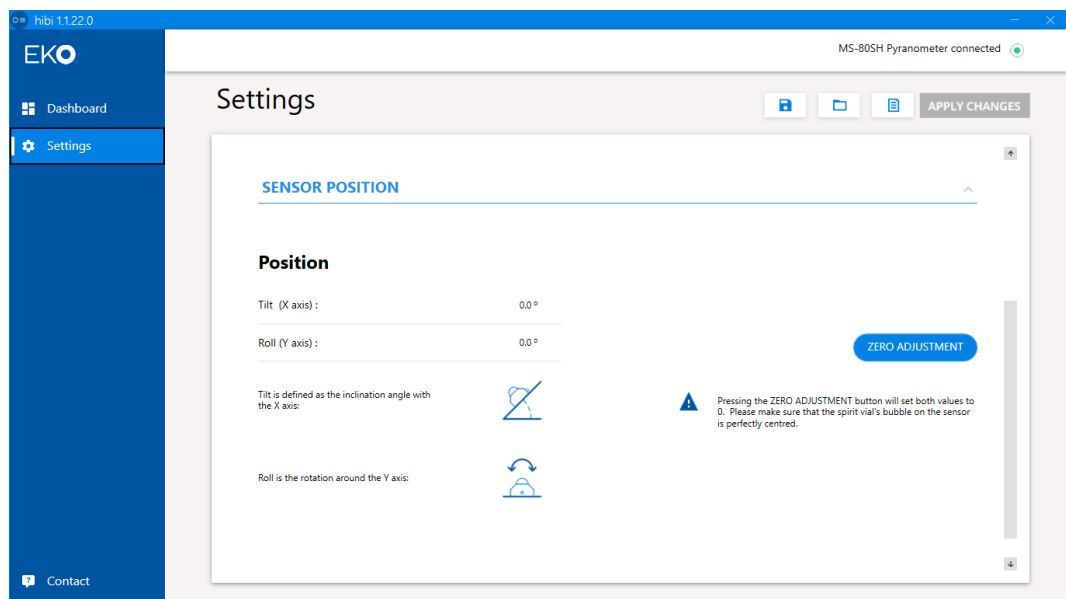 hibi 1.1.22.0
EKO
MS-80SH Pyranometer connected
Dashboard
Settings
Settings
APPLY CHANGES
SENSOR POSITION
Position
Tilt (X axis) :
0.0 º
Roll (Y axis) :
0.0 º
ZERO ADJUSTMENT
Tilt is defined as the inclination angle with
the X axis:
Pressing the ZERO ADJUSTMENT button will set both values to
0. Please make sure that the spirit vial's bubble on the sensor
is perfectly centred.
Roll is the rotation around the Y axis:
Contact